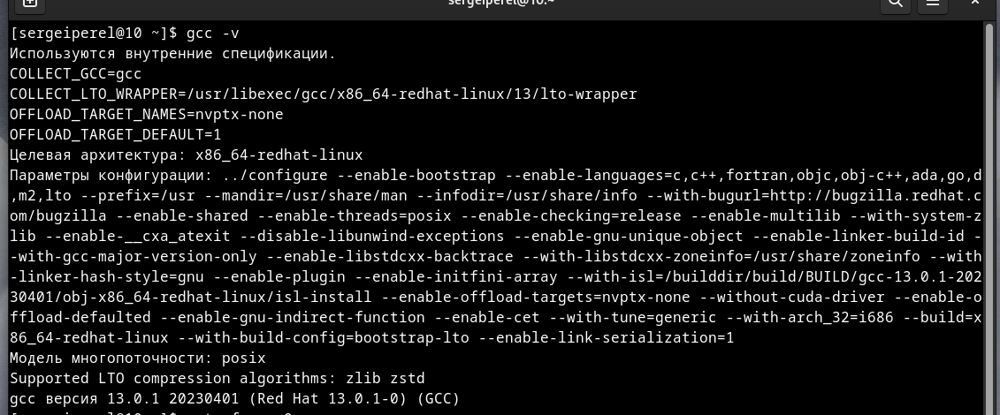 sergeiperel@10:~
[sergeiperel@10 ~]$ gcc -v
Используются внутренние спецификации.
COLLECT_GCC=gcc
COLLECT_LTO_WRAPPER=/usr/libexec/gcc/x86_64-redhat-linux/13/lto-wrapper
OFFLOAD_TARGET_NAMES=nvptx-none
OFFLOAD_TARGET_DEFAULT=1
Целевая архитектура: x86_64-redhat-linux
Параметры конфигурации: ../configure --enable-bootstrap --enable-languages=c,c++,fortran,objc,obj-c++,ada,go,d
,m2,lto --prefix=/usr --mandir=/usr/share/man --infodir=/usr/share/info --with-bugurl=http://bugzilla.redhat.c
om/bugzilla --enable-shared --enable-threads=posix --enable-checking=release --enable-multilib --with-system-z
lib --enable-__cxa_atexit --disable-libunwind-exceptions --enable-gnu-unique-object --enable-linker-build-id -
-with-gcc-major-version-only --enable-libstdcxx-backtrace --with-libstdcxx-zoneinfo=/usr/share/zoneinfo --with
-linker-hash-style=gnu --enable-plugin --enable-initfini-array --with-isl=/builddir/build/BUILD/gcc-13.0.1-202
30401/obj-x86_64-redhat-linux/isl-install --enable-offload-targets=nvptx-none --without-cuda-driver --enable-o
ffload-defaulted --enable-gnu-indirect-function --enable-cet --with-tune=generic --with-arch_32=i686 --build=x
86_64-redhat-linux --with-build-config=bootstrap-lto --enable-link-serialization=1
Модель многопоточности: posix
Supported LTO compression algorithms: zlib zstd
gcc версия 13.0.1 20230401 (Red Hat 13.0.1-0) (GCC)